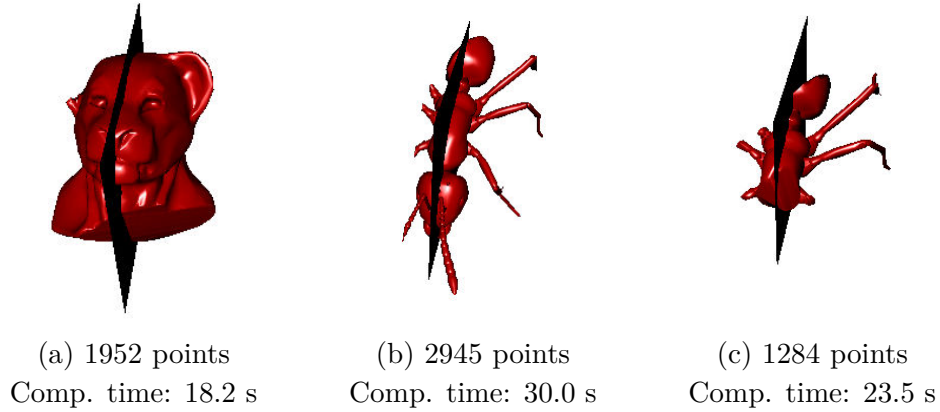 (a) 1952 points
Comp. time: 18.2 s
(b) 2945 points
Comp. time: 30.0 s
(c) 1284 points
Comp. time: 23.5 s